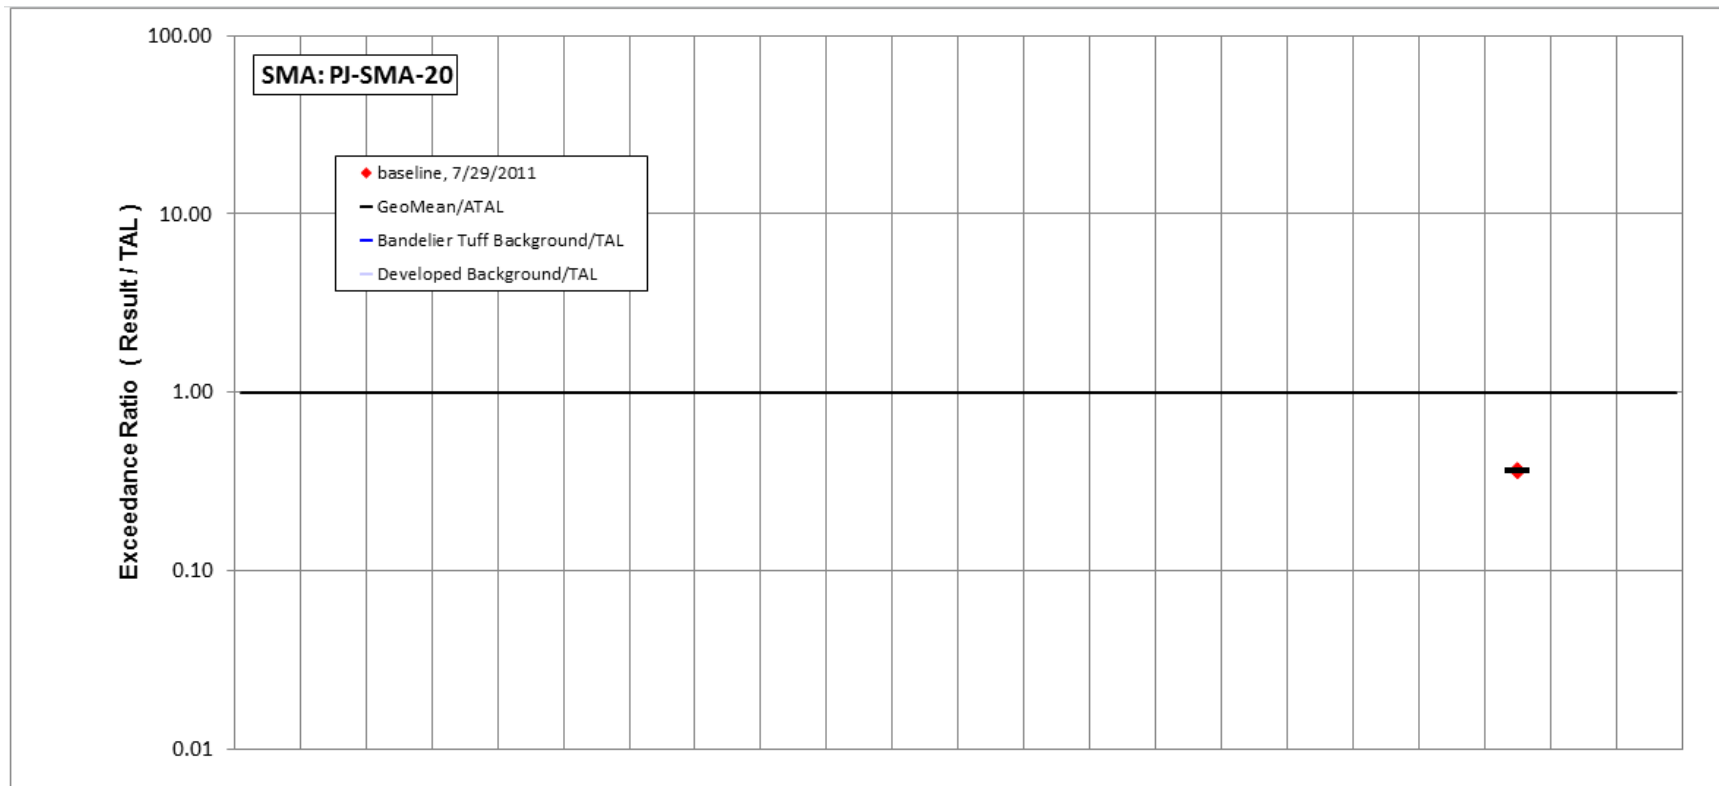 100.00
SMA: PJ-SMA-20
baseline, 7/29/2011
GeoMean/ATAL
Bandelier Tuff Background/TAL
Developed Background/TAL
10.00
1.00
0.10
0.01
Exceedance Ratio ( Result / TAL )